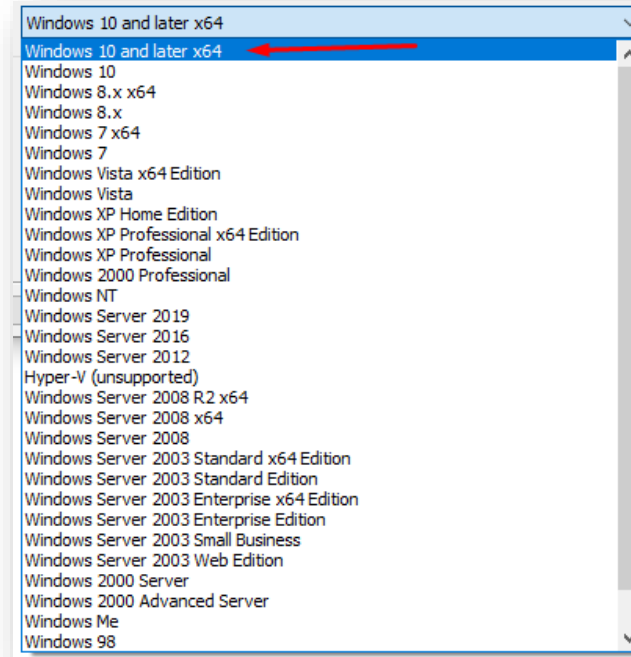 Windows 10 and later x64
Windows 10 and later x64
Windows 10
Windows 8.x x64
Windows 8.x
Windows 7 x64
Windows 7
Windows Vista x64 Edition
Windows Vista
Windows XP Home Edition
Windows XP Professional x64 Edition
Windows XP Professional
Windows 2000 Professional
Windows NT
Windows Server 2019
Windows Server 2016
Windows Server 2012
Hyper-V (unsupported)
Windows Server 2008 R2 x64
Windows Server 2008 x64
Windows Server 2008
Windows Server 2003 Standard x64 Edition
Windows Server 2003 Standard Edition
Windows Server 2003 Enterprise x64 Edition
Windows Server 2003 Enterprise Edition
Windows Server 2003 Small Business
Windows Server 2003 Web Edition
Windows 2000 Server
Windows 2000 Advanced Server
Windows Me
Windows 98